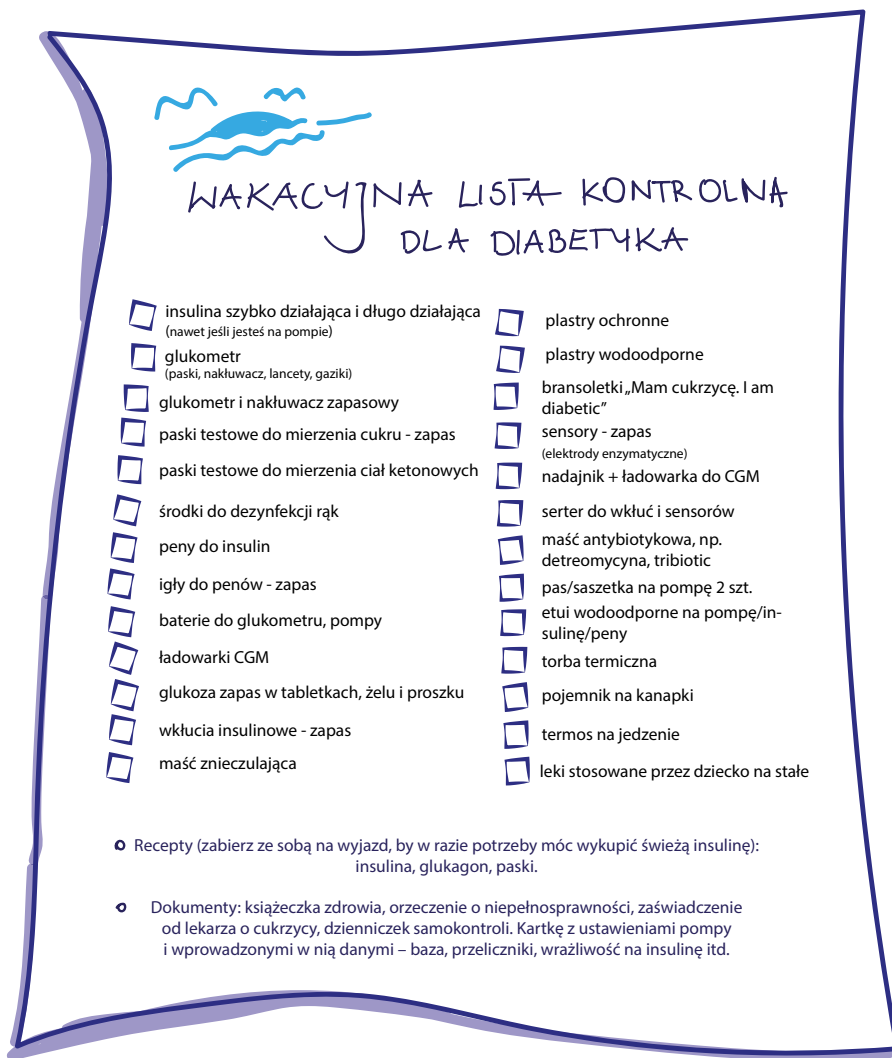 WAKACYJNA LISTA KONTROLNA
DLA DIABETYKA
insulina szybko działająca i długo działająca
(nawet jeśli jesteś na pompie)
glukometr
(paski, nakłuwacz, lancety, gaziki)
glukometr i nakłuwacz zapasowy
paski testowe do mierzenia cukru - zapas
paski testowe do mierzenia ciał ketonowych
środki do dezynfekcji rąk
peny do insulin
igły do penów - zapas
baterie do glukometru, pompy
ładowarki CGM
glukoza zapas w tabletkach, żelu i proszku
wkłucia insulinowe - zapas
maść znieczulająca
plastry ochronne
plastry wodoodporne
bransoletki „Mam cukrzycę. I am
diabetic”
sensory - zapas
(elektrody enzymatyczne)
nadajnik + ładowarka do CGM
serter do wkłuć i sensorów
maść antybiotykowa, np.
detreomycyna, tribiotic
pas/saszetka na pompę 2 szt.
etui wodoodporne na pompę/in-
sulinę/peny
torba termiczna
pojemnik na kanapki
termos na jedzenie
leki stosowane przez dziecko na stałe
Recepty (zabierz ze sobą na wyjazd, by w razie potrzeby móc wykupić świeżą insulinę):
insulina, glukagon, paski.
Dokumenty: książeczka zdrowia, orzeczenie o niepełnosprawności, zaświadczenie
od lekarza o cukrzycy, dzienniczek samokontroli. Kartkę z ustawieniami pompy
i wprowadzonymi w nią danymi – baza, przeliczniki, wrażliwość na insulinę itd.